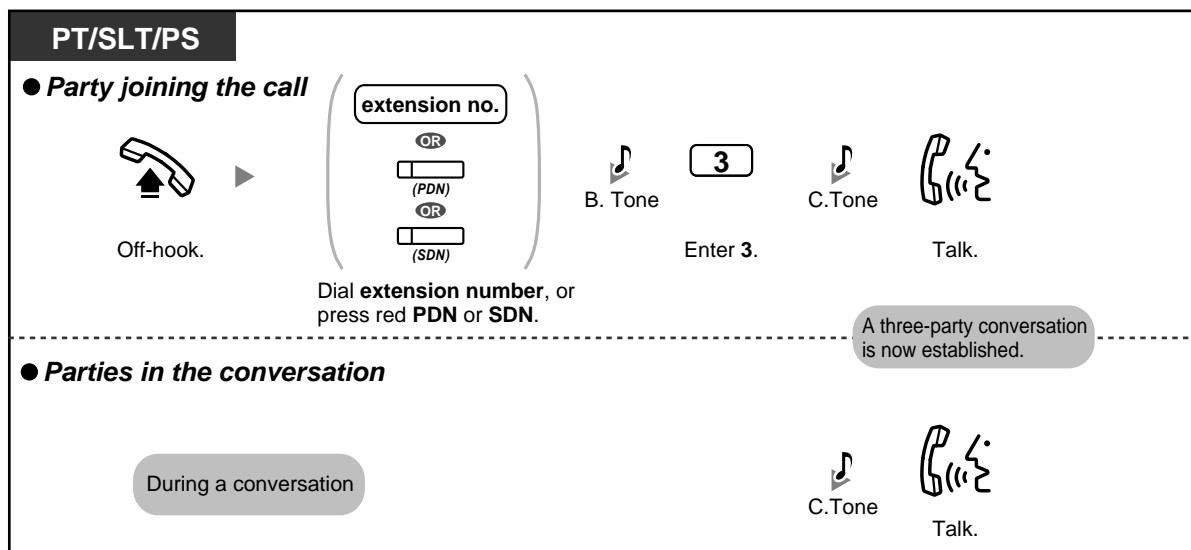 PT/SLT/PS
Party joining the call
extension no.
OR
(PDN)
OR
(SDN)
B. Tone
3
C.Tone
Off-hook.
Enter 3.
Talk.
Dial extension number, or
press red PDN or SDN.
A three-party conversation
is now established.
Parties in the conversation
During a conversation
C.Tone
Talk.